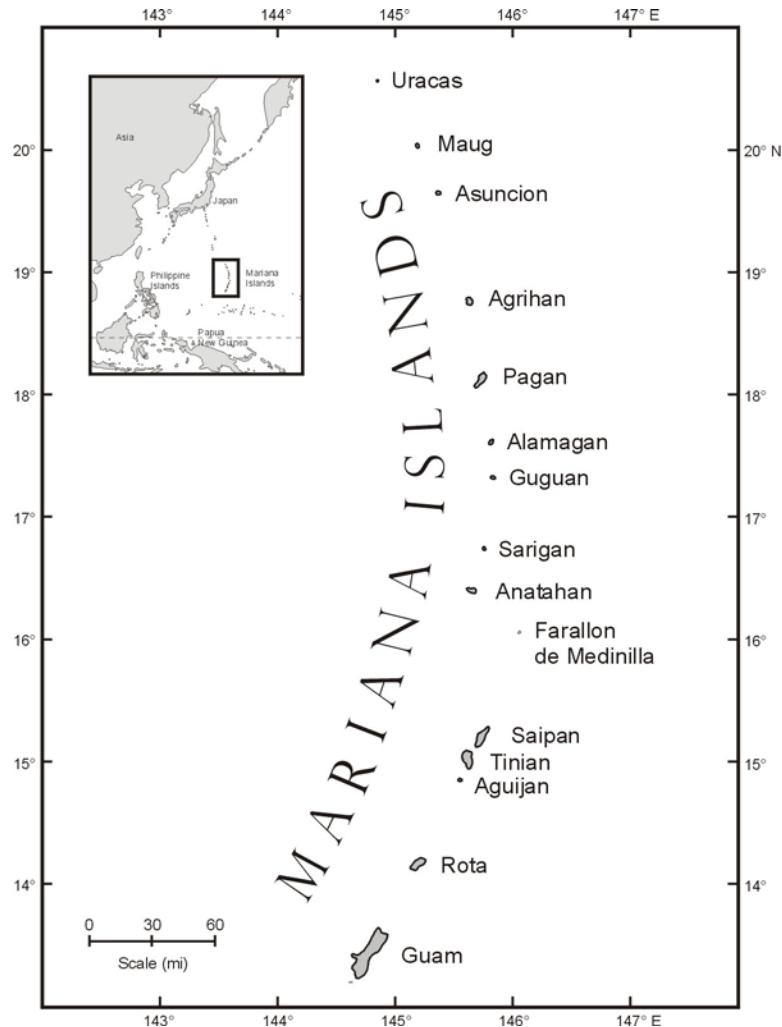 143° 144° 145° 146° 147° E
Uracas
Maug
Asuncion
Agrihan
Pagan
Alamagan
Guguan
Sarigan
Anatahan
Farallon
de Medinilla
Saipan
Tinian
Aguijan
Rota
Guam
MARIANA ISLANDS
Asia
Japan
Philippine
Islands
Mariana
Islands
Papua
New Guinea
20°
19°
18°
17°
16°
15°
14°
20° N
19°
18°
17°
16°
15°
14°
0 30 60
Scale (mi)
143° 144° 145° 146° 147° E